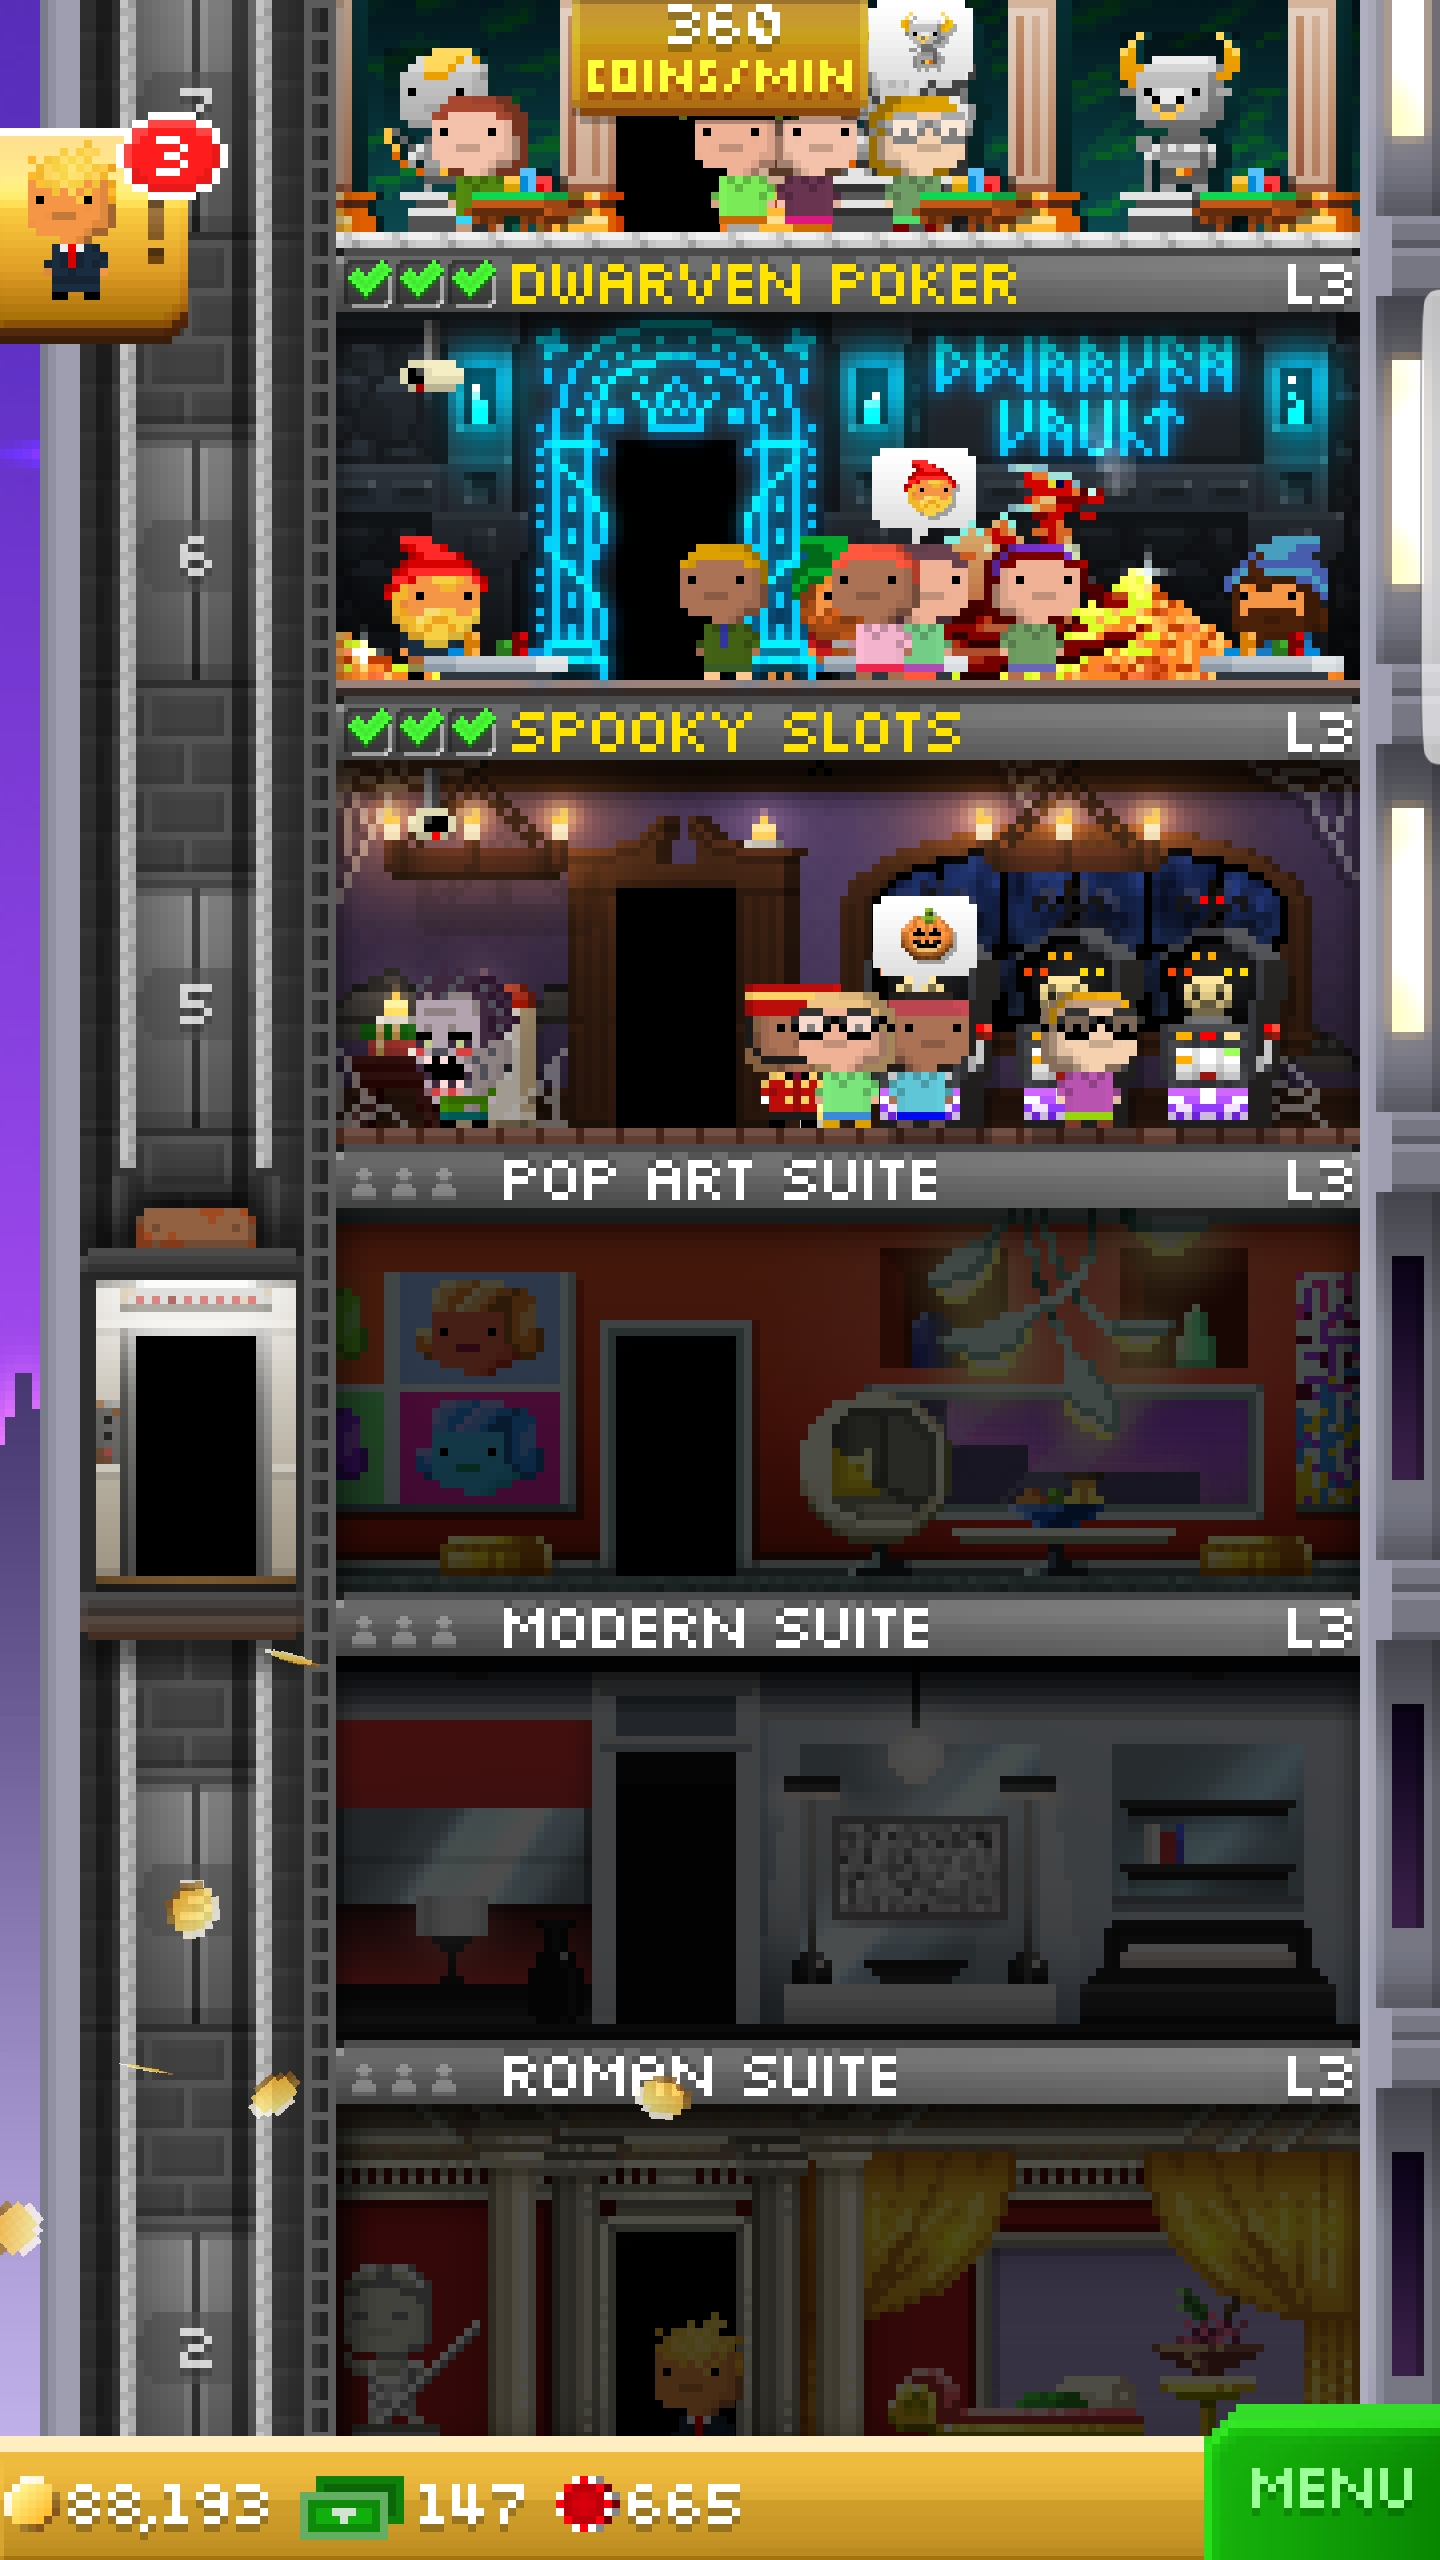 360
COINS/MIN
7
3
!
DWARVEN POKER L3
DWARVEN
VAULT
6
SPOOKY SLOTS L3
5
POP ART SUITE L3
MODERN SUITE L3
ROMAN SUITE L3
2
88,193 147 665
MENU